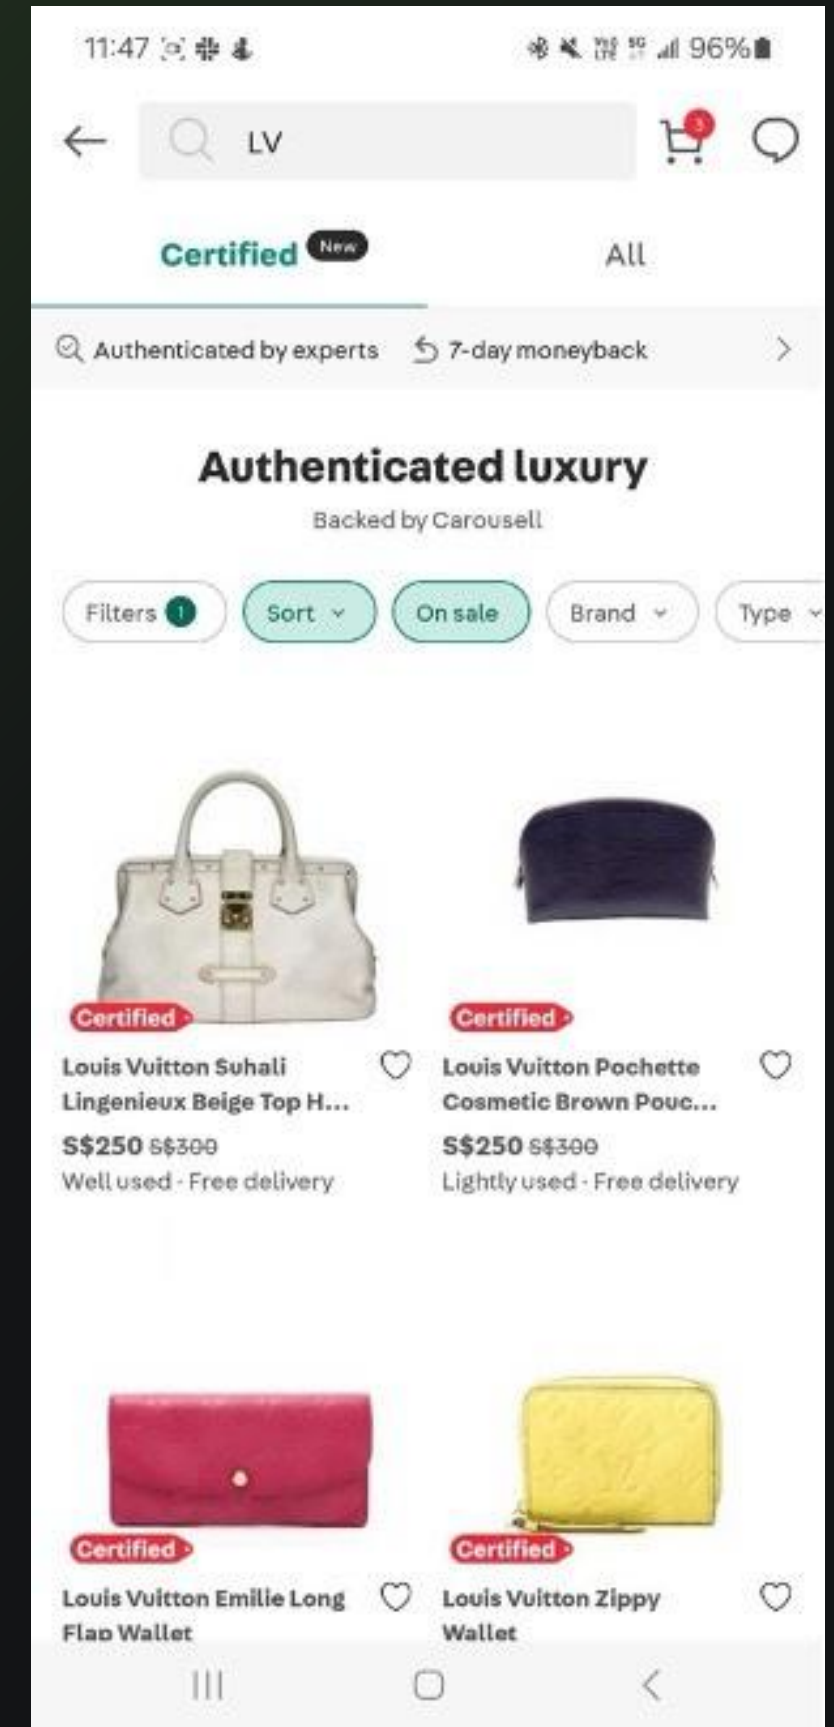 11:47 96%
LV
3
Certified New All
Authenticated by experts 7-day moneyback
Authenticated luxury
Backed by Carousell
Filters 1 Sort On sale Brand Type
Certified Certified
Louis Vuitton Suhali
Lingenieux Beige Top H...
S$250 S$300
Well used · Free delivery
Louis Vuitton Pochette
Cosmetic Brown Pouc...
S$250 S$300
Lightly used · Free delivery
Certified Certified
Louis Vuitton Emilie Long
Flap Wallet
Louis Vuitton Zippy
Wallet